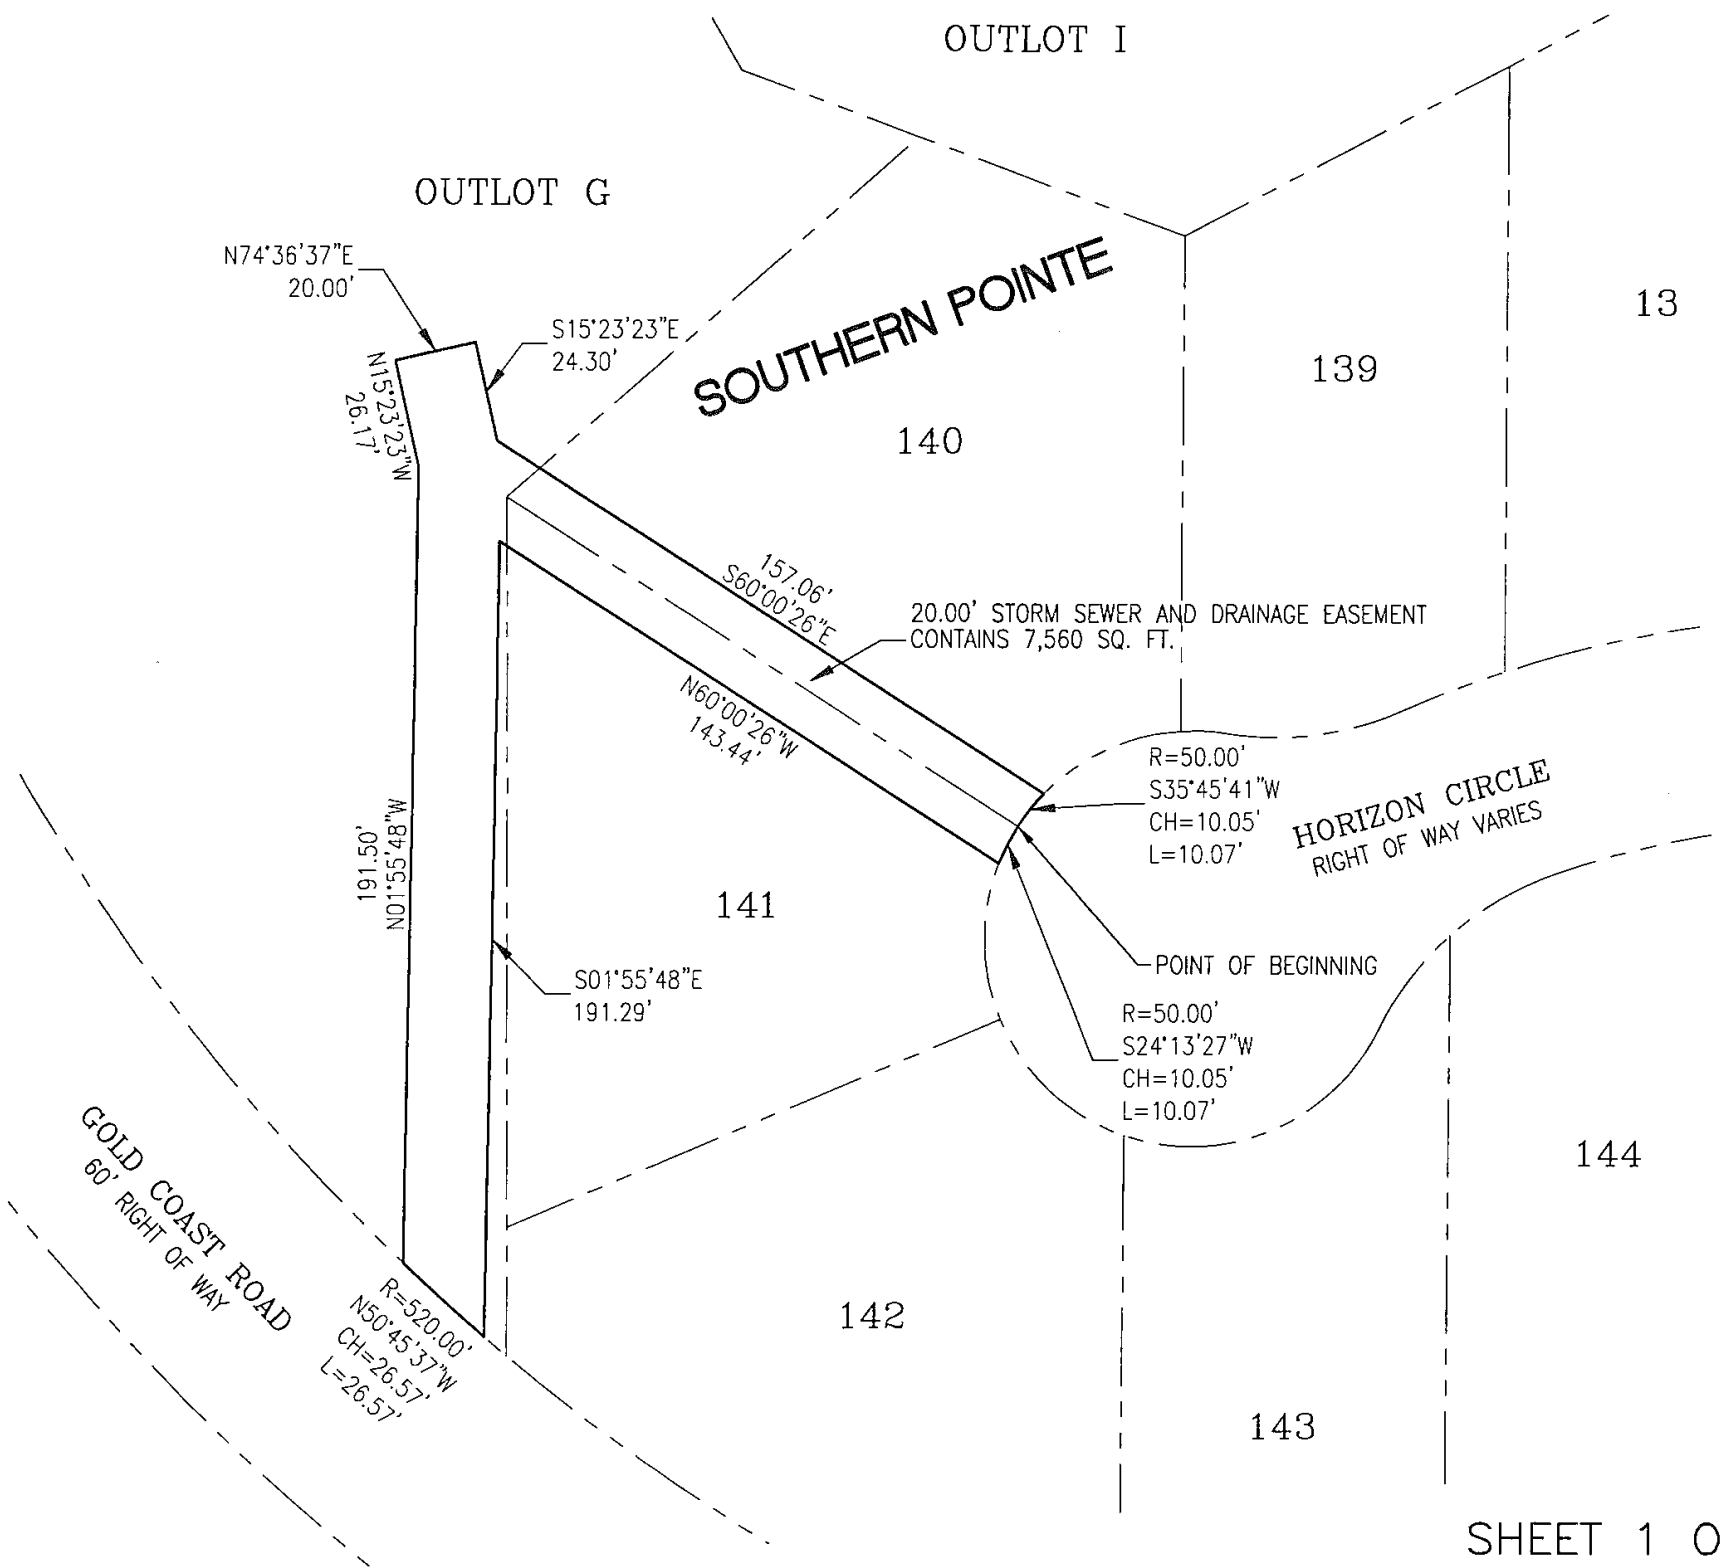 OUTLOT I
OUTLOT G
N74°36'37"E
20.00'
S15°23'23"E
24.30'
N15°23'23"W
26.17'
SOUTHERN POINTE
13
139
140
157.06'
S60°00'26"E
20.00' STORM SEWER AND DRAINAGE EASEMENT
CONTAINS 7,560 SQ. FT.
N60°00'26"W
143.44'
R=50.00'
S35°45'41"W
CH=10.05'
L=10.07'
HORIZON CIRCLE
RIGHT OF WAY VARIES
191.50'
N01°55'48"W
141
POINT OF BEGINNING
S01°55'48"E
191.29'
R=50.00'
S24°13'27"W
CH=10.05'
L=10.07'
GOLD COAST ROAD
60' RIGHT OF WAY
144
R=520.00'
N50°45'37"W
CH=26.57'
L=26.57'
142
143
SHEET 1 O